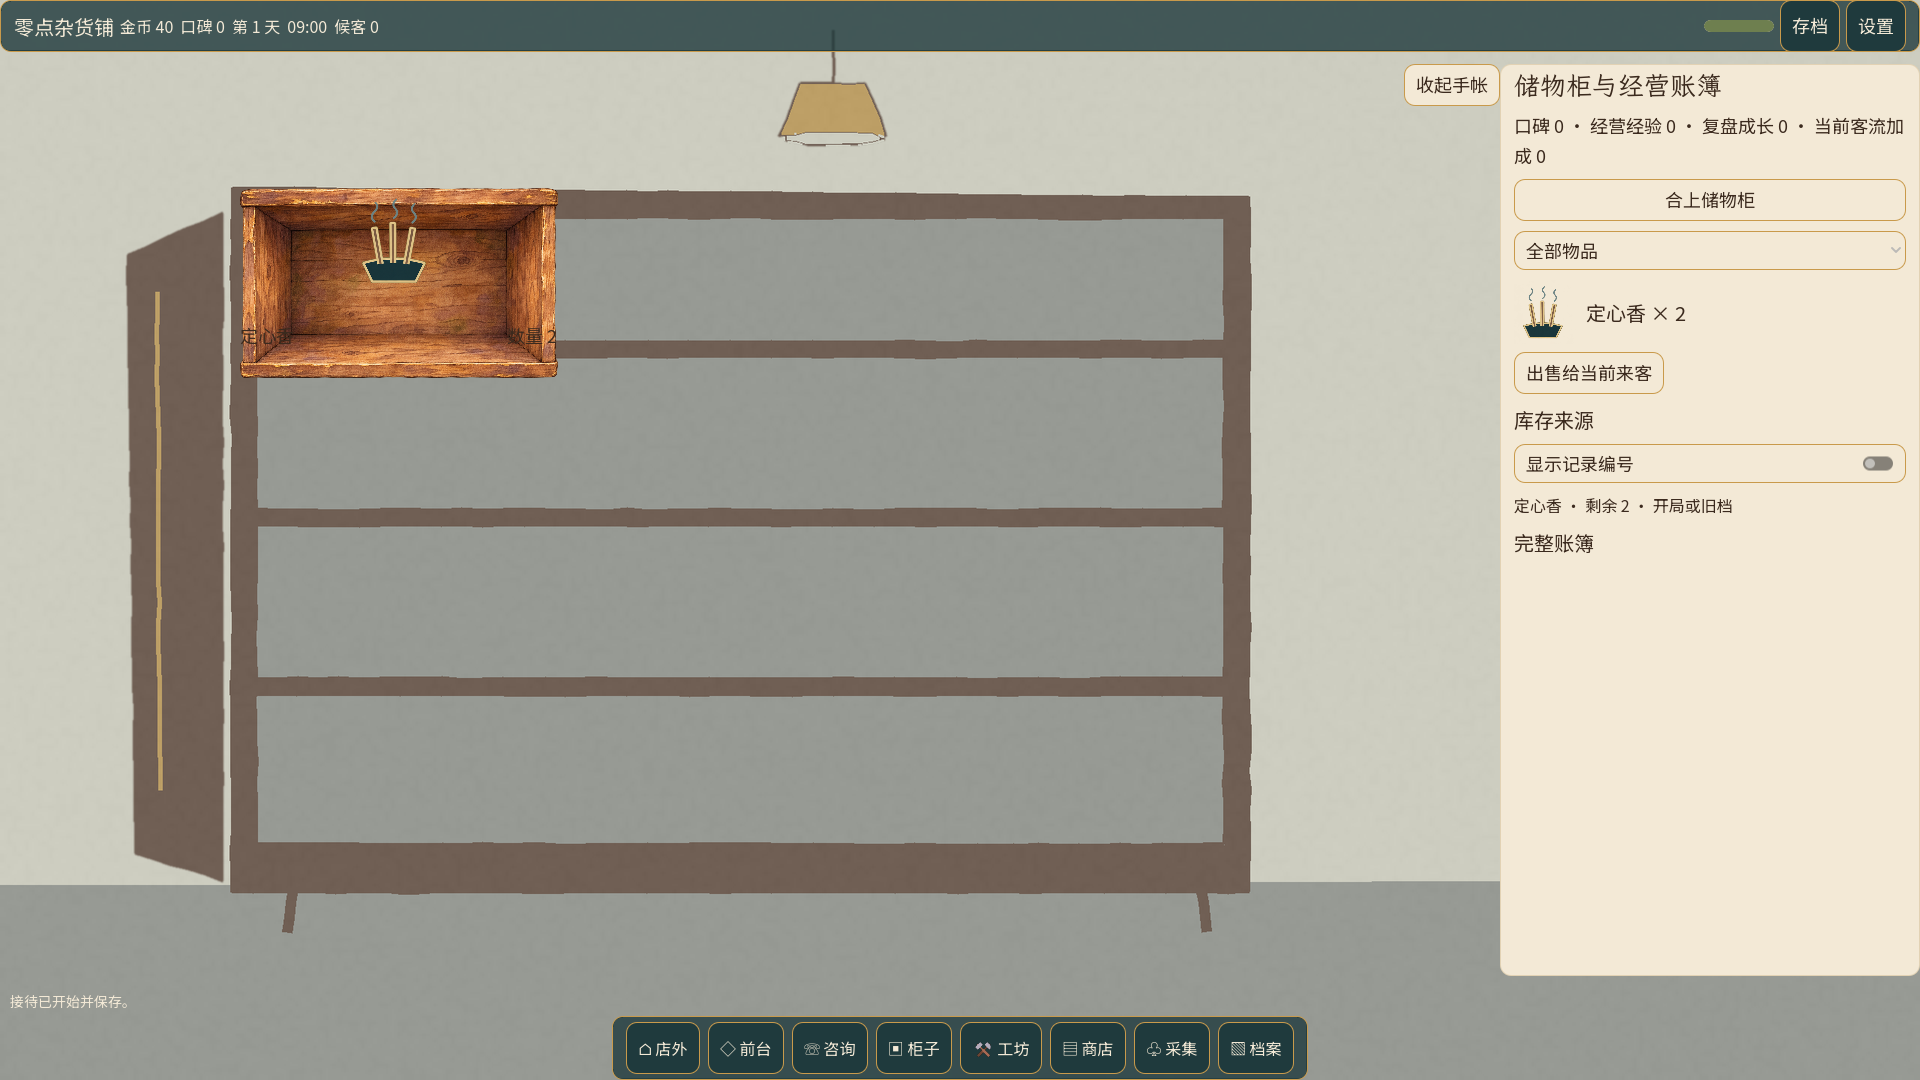 零点杂货铺 金币 40 口碑 0 第 1 天 09:00 候客 0
存档
设置
收起手帐
储物柜与经营账簿
口碑 0 • 经营经验 0 • 复盘成长 0 • 当前客流加
成 0
合上储物柜
全部物品
定心香 × 2
出售给当前来客
库存来源
显示记录编号
定心香 • 剩余 2 • 开局或旧档
完整账簿
定心香 数量 2
接待已开始并保存。
店外
前台
咨询
柜子
工坊
商店
采集
档案